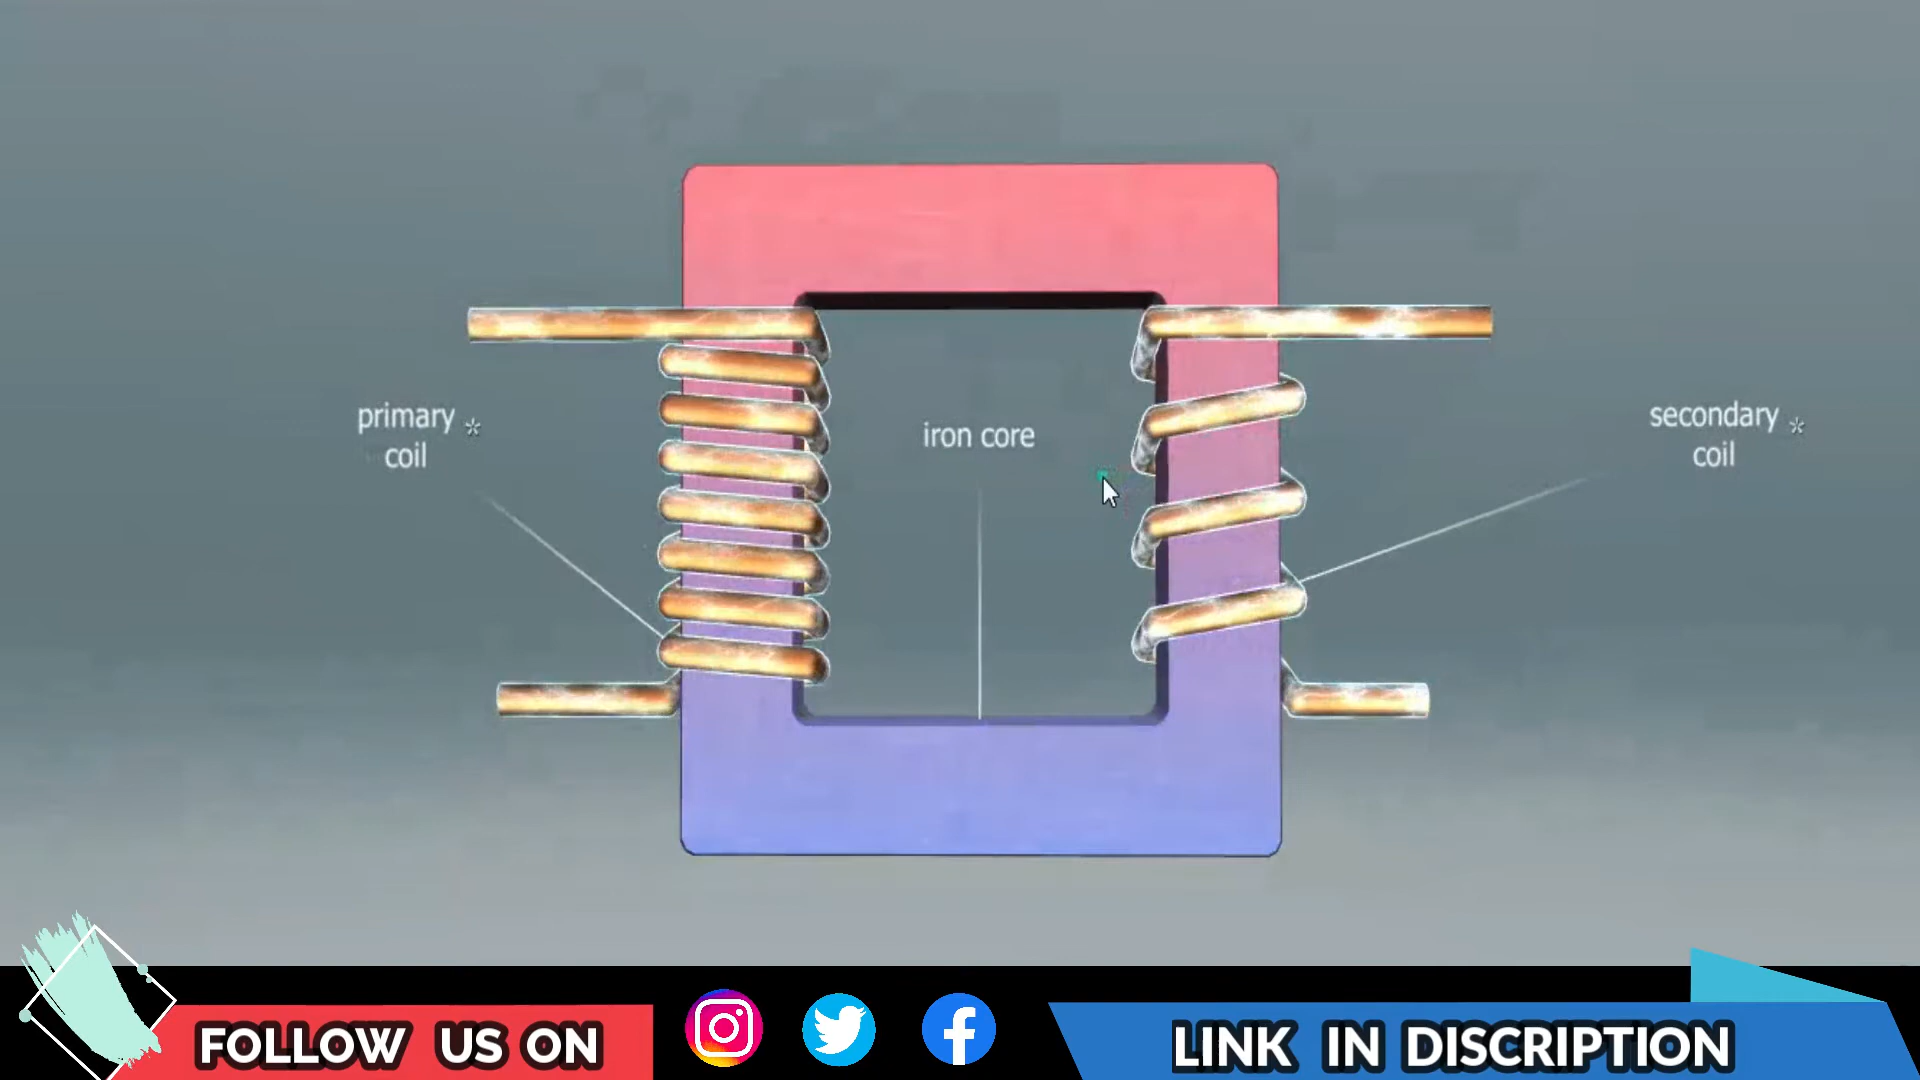 primary *
coil
iron core
secondary *
coil
FOLLOW US ON
LINK IN DISCRIPTION